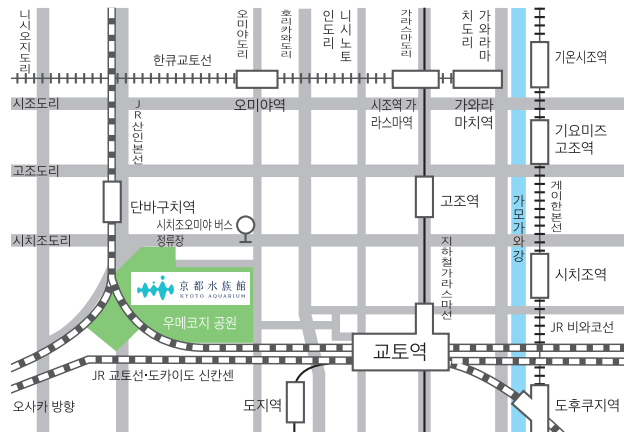 니시오지도리
오미야도리
호리카와도리
니시노토
인도리
가라스마도리
가와라마
치도리
한큐교토선
기온시조역
시조도리
JR산인본선
오미야역
시조역 가
라스마역
가와라
마치역
기요미즈
고조역
고조도리
단바구치역
고조역
가모가와강
게이한본선
시치조오미야 버스
정류장
시치조도리
지하철가라스마선
시치조역
京都水族館
KYOTO AQUARIUM
우메코지 공원
교토역
JR 비와코선
JR 교토선·도카이도 신칸센
오사카 방향
도지역
도후쿠지역